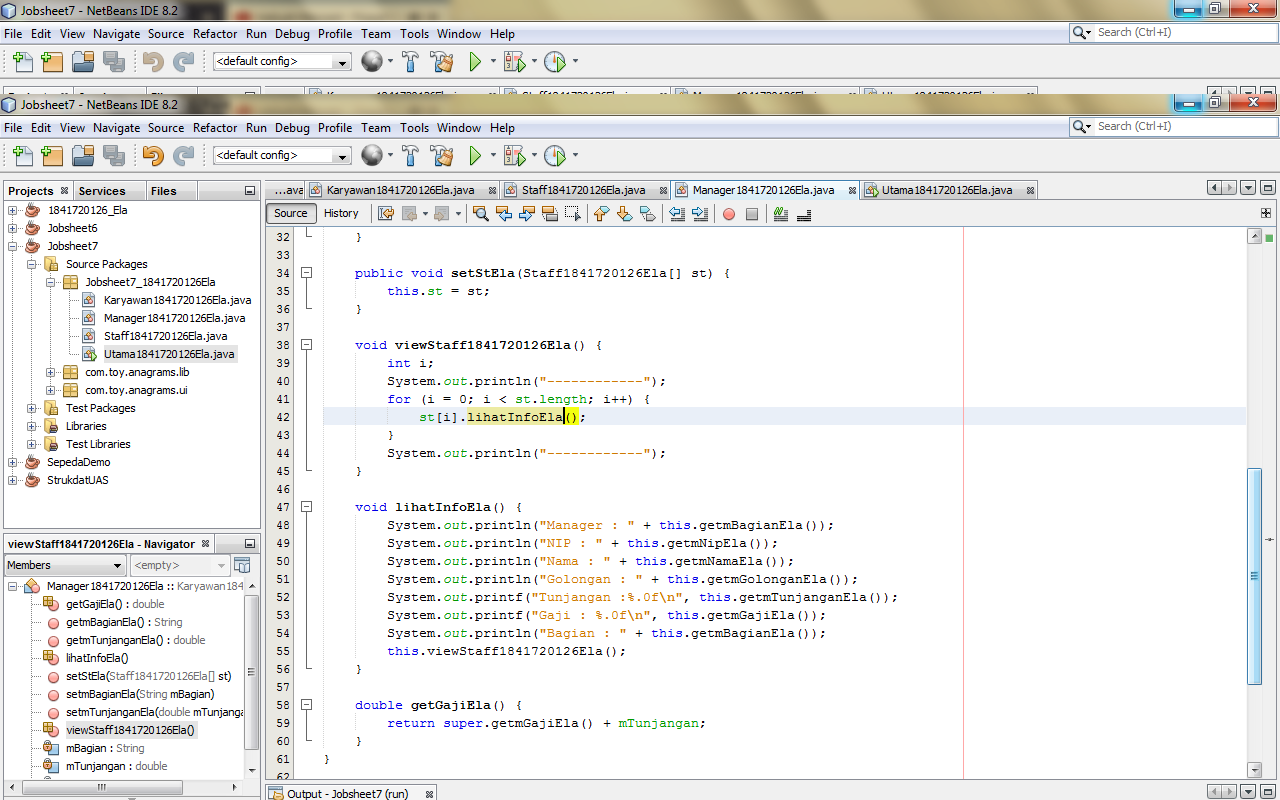 Jobsheet7 - NetBeans IDE 8.2
File Edit View Navigate Source Refactor Run Debug Profile Team Tools Window Help
Search (Ctrl+I)
<default config>
Jobsheet7 - NetBeans IDE 8.2
File Edit View Navigate Source Refactor Run Debug Profile Team Tools Window Help
Search (Ctrl+I)
<default config>
Projects Services Files
1841720126_Ela
Jobsheet6
Jobsheet7
Source Packages
Jobsheet7_1841720126Ela
Karyawan1841720126Ela.java
Manager1841720126Ela.java
Staff1841720126Ela.java
Utama1841720126Ela.java
com.toy.anagrams.lib
com.toy.anagrams.ui
Test Packages
Libraries
Test Libraries
SepedaDemo
StrukdatUAS
viewStaff1841720126Ela - Navigator
Members <empty>
Manager1841720126Ela :: Karyawan184
getGajiEla() : double
getmBagianEla() : String
getmTunjanganEla() : double
lihatInfoEla()
setStEla(Staff1841720126Ela[] st)
setmBagianEla(String mBagian)
setmTunjanganEla(double mTunjanga
viewStaff1841720126Ela()
mBagian : String
mTunjangan : double
...ava Karyawan1841720126Ela.java Staff1841720126Ela.java Manager1841720126Ela.java Utama1841720126Ela.java
Source History
32 }
33
34 public void setStEla(Staff1841720126Ela[] st) {
35 this.st = st;
36 }
37
38 void viewStaff1841720126Ela() {
39 int i;
40 System.out.println("------------");
41 for (i = 0; i < st.length; i++) {
42 st[i].lihatInfoEla();
43 }
44 System.out.println("------------");
45 }
46
47 void lihatInfoEla() {
48 System.out.println("Manager : " + this.getmBagianEla());
49 System.out.println("NIP : " + this.getmNipEla());
50 System.out.println("Nama : " + this.getmNamaEla());
51 System.out.println("Golongan : " + this.getmGolonganEla());
52 System.out.printf("Tunjangan :%.0f\n", this.getmTunjanganEla());
53 System.out.printf("Gaji : %.0f\n", this.getmGajiEla());
54 System.out.println("Bagian : " + this.getmBagianEla());
55 this.viewStaff1841720126Ela();
56 }
57
58 double getGajiEla() {
59 return super.getmGajiEla() + mTunjangan;
60 }
61 }
62
Output - Jobsheet7 (run)